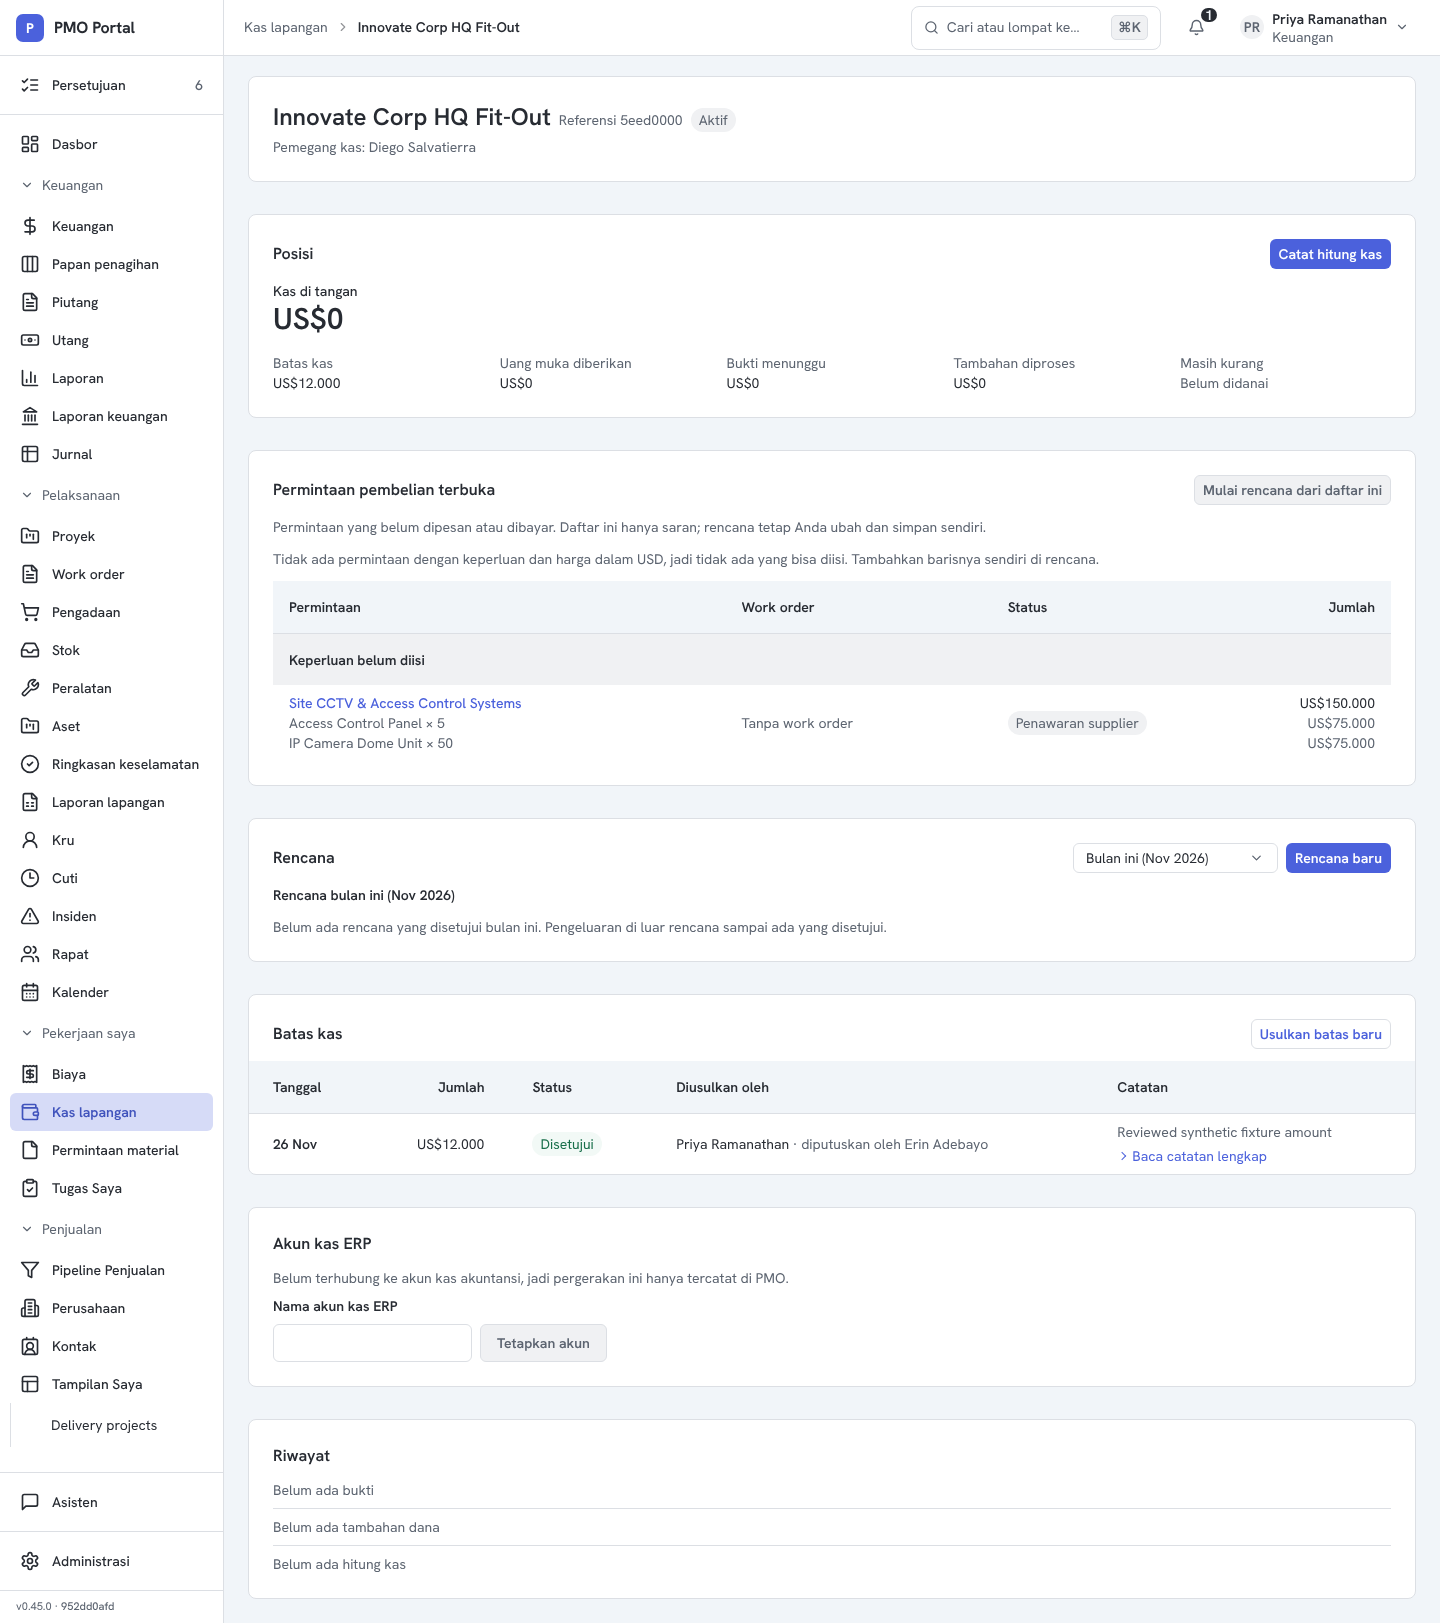 P PMO Portal
Kas lapangan > Innovate Corp HQ Fit-Out
Cari atau lompat ke... ⌘K
1
PR Priya Ramanathan
Keuangan
Persetujuan 6
Dasbor
Keuangan
Keuangan
Papan penagihan
Piutang
Utang
Laporan
Laporan keuangan
Jurnal
Pelaksanaan
Proyek
Work order
Pengadaan
Stok
Peralatan
Aset
Ringkasan keselamatan
Laporan lapangan
Kru
Cuti
Insiden
Rapat
Kalender
Pekerjaan saya
Biaya
Kas lapangan
Permintaan material
Tugas Saya
Penjualan
Pipeline Penjualan
Perusahaan
Kontak
Tampilan Saya
Delivery projects
Asisten
Administrasi
v0.45.0 · 952dd0afd
Innovate Corp HQ Fit-Out Referensi 5eed0000 Aktif
Pemegang kas: Diego Salvatierra
Posisi Catat hitung kas
Kas di tangan
US$0
Batas kas Uang muka diberikan Bukti menunggu Tambahan diproses Masih kurang
US$12.000 US$0 US$0 US$0 Belum didanai
Permintaan pembelian terbuka Mulai rencana dari daftar ini
Permintaan yang belum dipesan atau dibayar. Daftar ini hanya saran; rencana tetap Anda ubah dan simpan sendiri.
Tidak ada permintaan dengan keperluan dan harga dalam USD, jadi tidak ada yang bisa diisi. Tambahkan barisnya sendiri di rencana.
Permintaan Work order Status Jumlah
Keperluan belum diisi
Site CCTV & Access Control Systems US$150.000
Access Control Panel × 5 Tanpa work order Penawaran supplier US$75.000
IP Camera Dome Unit × 50 US$75.000
Rencana Bulan ini (Nov 2026) Rencana baru
Rencana bulan ini (Nov 2026)
Belum ada rencana yang disetujui bulan ini. Pengeluaran di luar rencana sampai ada yang disetujui.
Batas kas Usulkan batas baru
Tanggal Jumlah Status Diusulkan oleh Catatan
26 Nov US$12.000 Disetujui Priya Ramanathan · diputuskan oleh Erin Adebayo Reviewed synthetic fixture amount
> Baca catatan lengkap
Akun kas ERP
Belum terhubung ke akun kas akuntansi, jadi pergerakan ini hanya tercatat di PMO.
Nama akun kas ERP
Tetapkan akun
Riwayat
Belum ada bukti
Belum ada tambahan dana
Belum ada hitung kas